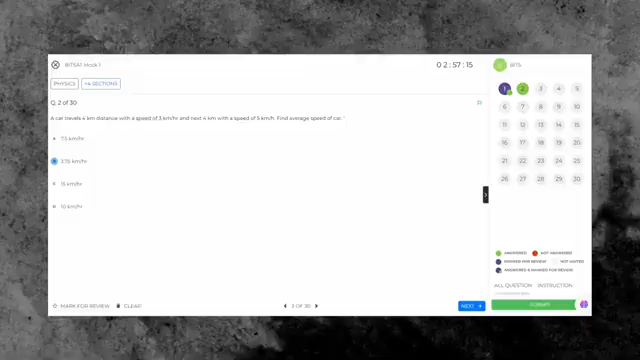 BITSAT Mock 1
02:57:15
BITS
PHYSICS
+4 SECTIONS
Q. 2 of 30
A car travels 4 km distance with a speed of 3 km/hr and next 4 km with a speed of 5 km/hr. Find average speed of car.
A 7.5 km/hr
B 3.75 km/hr
C 15 km/hr
D 10 km/hr
1 2 3 4 5
6 7 8 9 10
11 12 13 14 15
16 17 18 19 20
21 22 23 24 25
26 27 28 29 30
ANSWERED
NOT ANSWERED
MARKED FOR REVIEW
NOT VISITED
ANSWERED & MARKED FOR REVIEW
ALL QUESTION
INSTRUCTION
MARK FOR REVIEW
CLEAR
2 OF 30
NEXT
SUBMIT